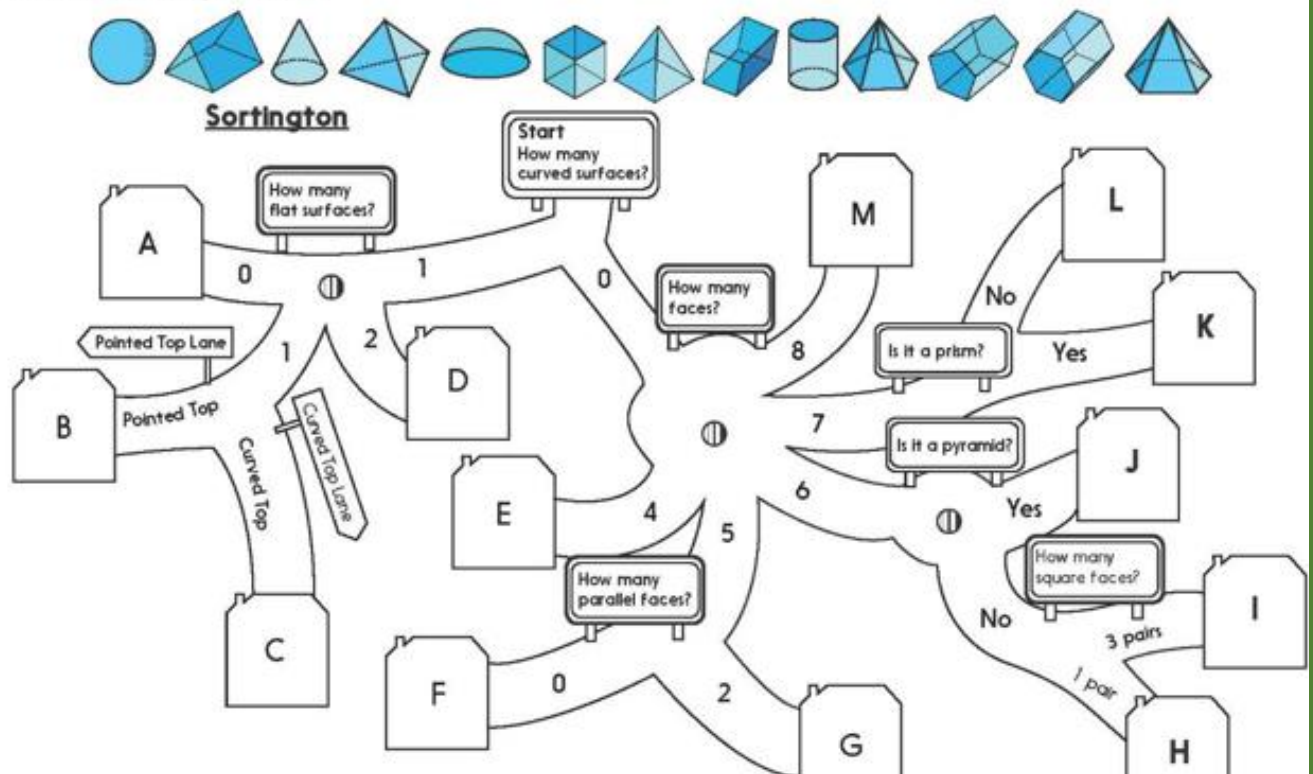 Sortington
Start
How many
curved surfaces?
How many
flat surfaces?
A
0
1
0
M
L
How many
faces?
No
Pointed Top Lane
1
2
8
Is it a prism?
Yes
K
D
B
Pointed Top
Curved Top Lane
Curved Top
7
Is it a pyramid?
J
E
4
5
6
Yes
How many
parallel faces?
How many
square faces?
No
3 pairs
I
C
F
0
2
1 pair
G
H